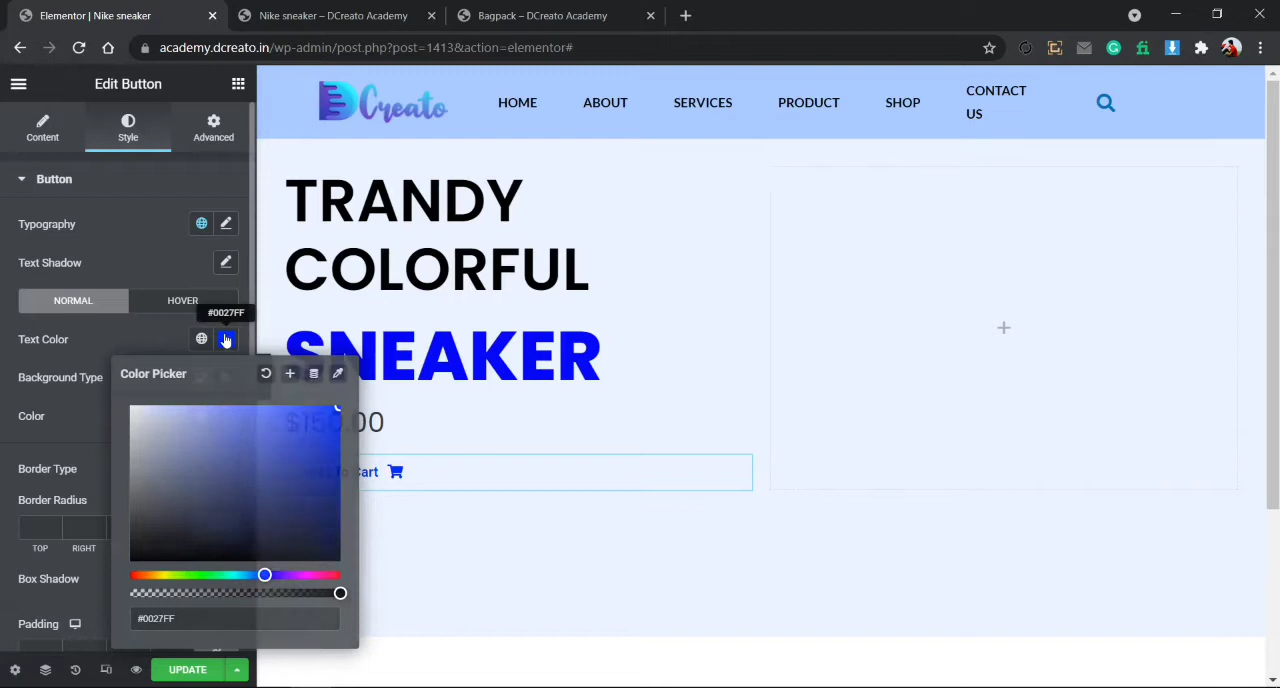 Elementor | Nike sneaker
Nike sneaker – DCreato Academy
Bagpack – DCreato Academy
academy.dcreato.in/wp-admin/post.php?post=1413&action=elementor#
Edit Button
Content
Style
Advanced
Button
Typography
Text Shadow
NORMAL
HOVER
#0027FF
Text Color
Color Picker
Background Type
Color
Border Type
Border Radius
TOP
RIGHT
Box Shadow
Padding
#0027FF
UPDATE
DCreato
HOME
ABOUT
SERVICES
PRODUCT
SHOP
CONTACT
US
TRANDY
COLORFUL
SNEAKER
$150.00
Cart